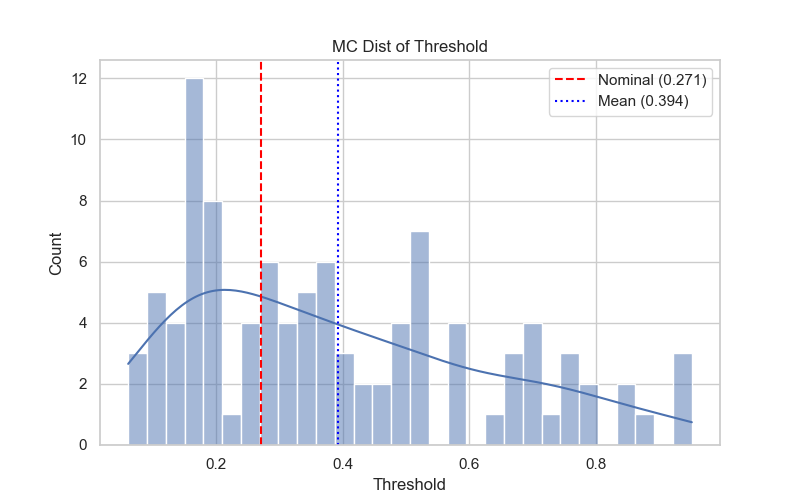 MC Dist of Threshold
Nominal (0.271)
Mean (0.394)
Count
12
10
8
6
4
2
0
0.2 0.4 0.6 0.8
Threshold